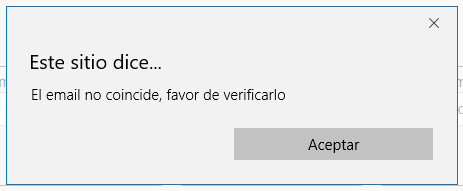 Este sitio dice...
El email no coincide, favor de verificarlo
Aceptar